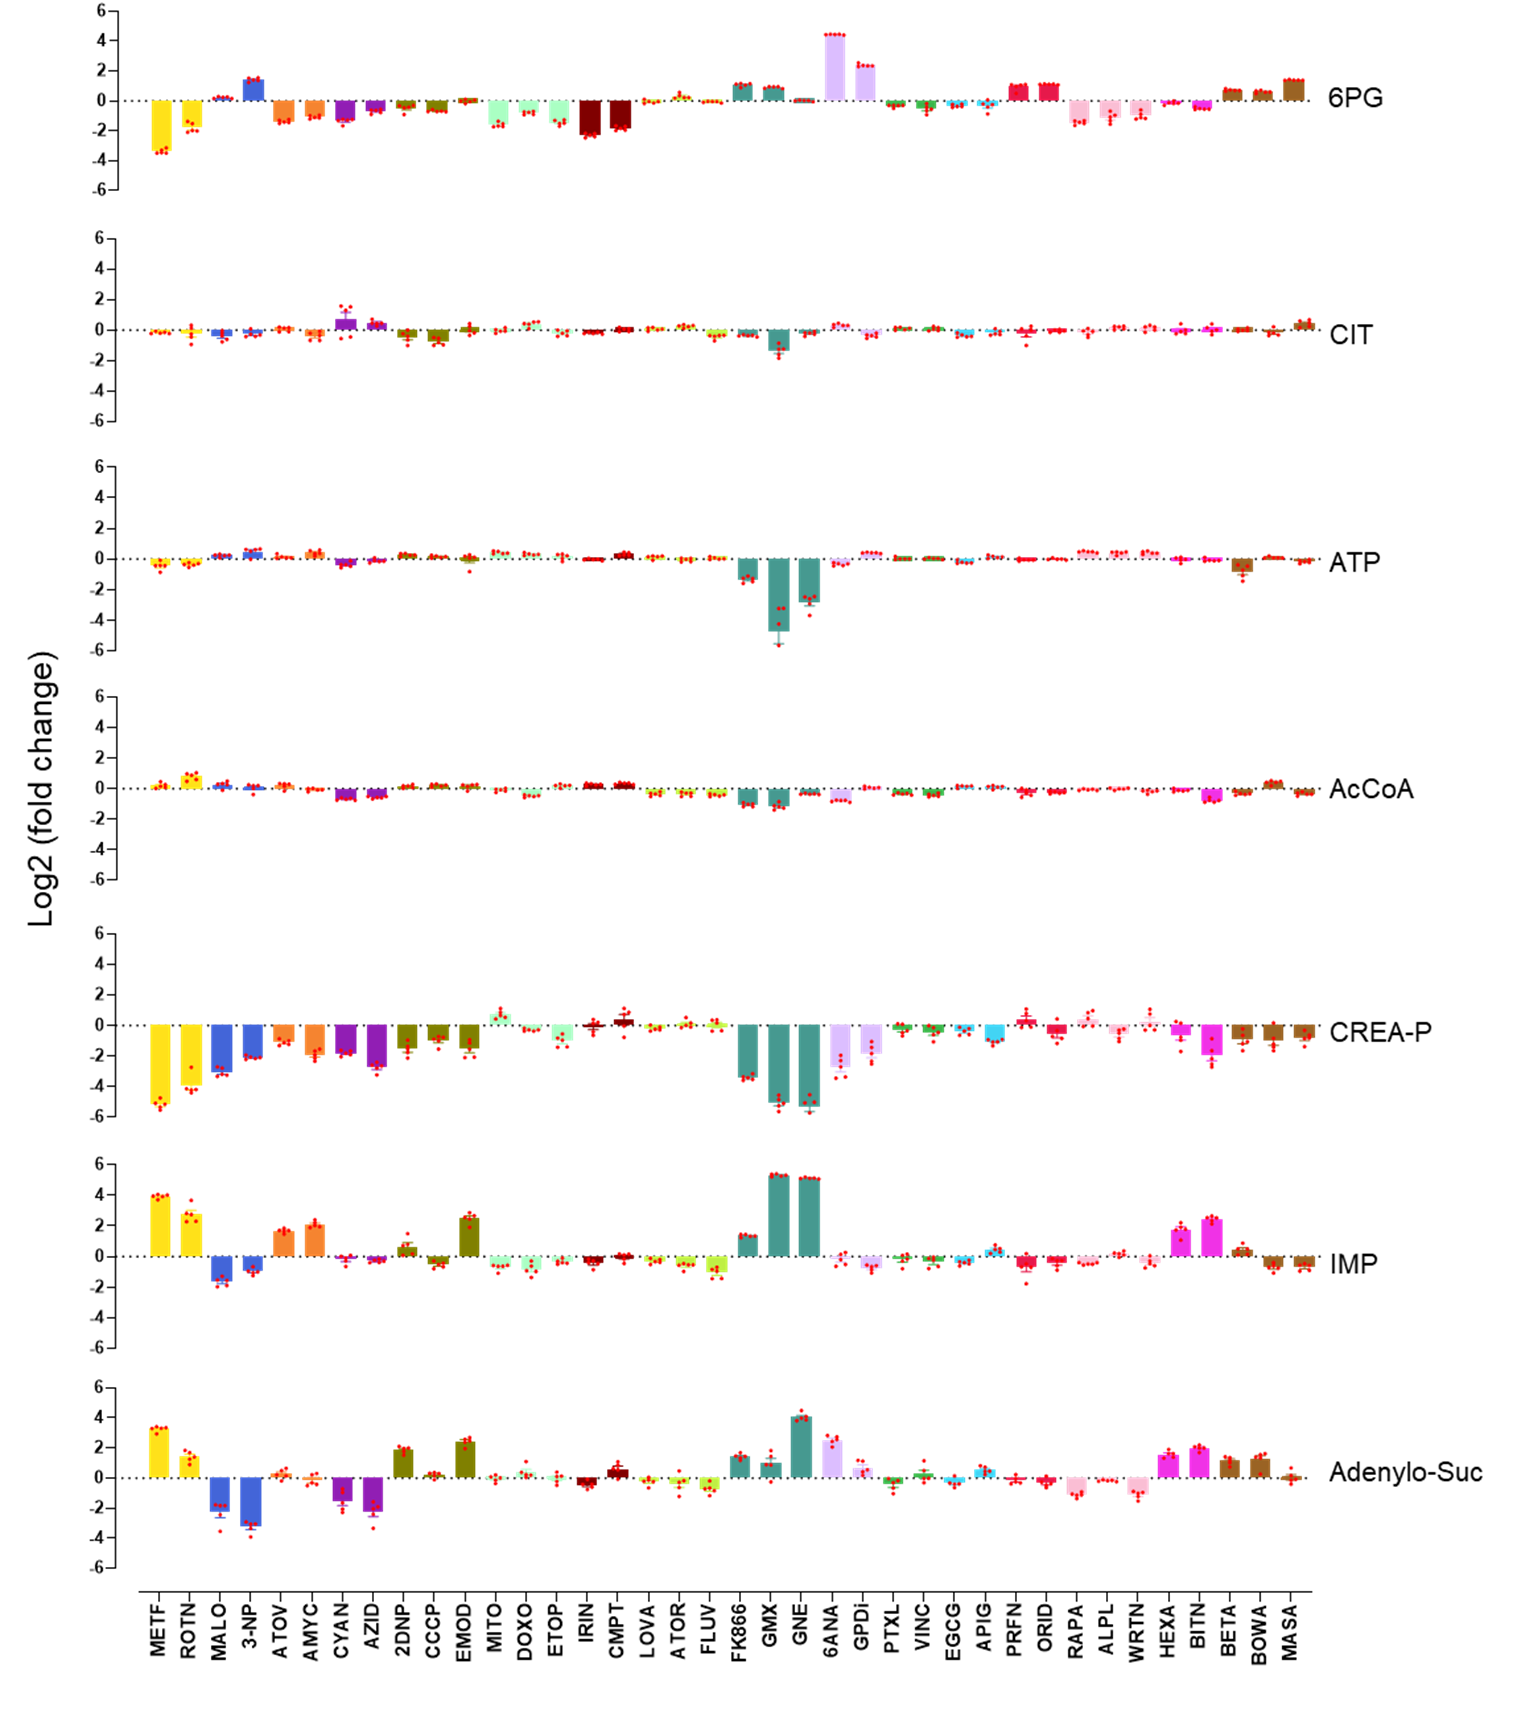 Log2 (fold change)
6
4
2
0
-2
-4
-6
6PG
6
4
2
0
-2
-4
-6
CIT
6
4
2
0
-2
-4
-6
ATP
6
4
2
0
-2
-4
-6
AcCoA
6
4
2
0
-2
-4
-6
CREA-P
6
4
2
0
-2
-4
-6
IMP
6
4
2
0
-2
-4
-6
Adenylo-Suc
METF
ROTN
MALO
3-NP
ATOV
AMYC
CYAN
AZID
2DNP
CCCP
EMOD
MITO
DOXO
ETOP
IRIN
CMPT
LOVA
ATOR
FLUV
FK866
GMX
GNE
6ANA
GPDi
PTXL
VINC
EGCG
APIG
PRFN
ORID
RAPA
ALPL
WRTN
HEXA
BITN
BETA
BOWA
MASA